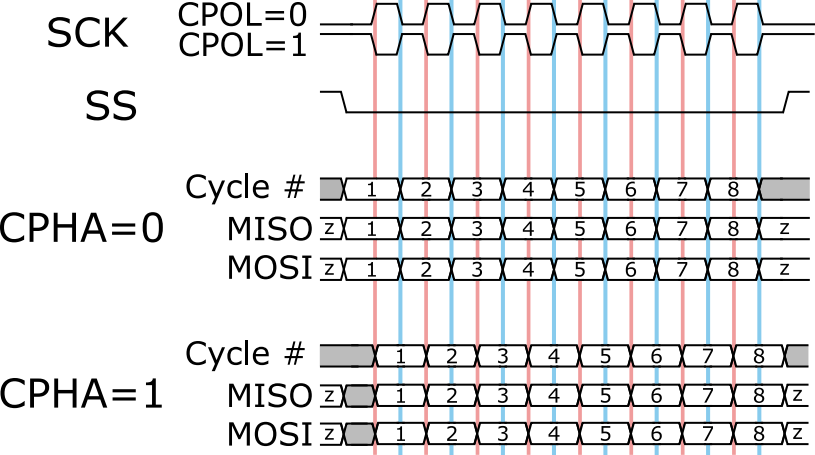 CPOL=0
SCK
CPOL=1
SS
Cycle # 1 2 3 4 5 6 7 8
CPHA=0 MISO z 1 2 3 4 5 6 7 8 z
MOSI z 1 2 3 4 5 6 7 8 z
Cycle # 1 2 3 4 5 6 7 8
CPHA=1 MISO z 1 2 3 4 5 6 7 8 z
MOSI z 1 2 3 4 5 6 7 8 z